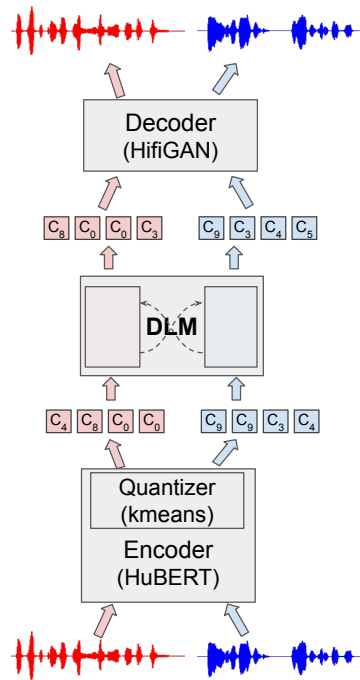 Decoder
(HifiGAN)
C8 C0 C0 C3 C9 C3 C4 C5
DLM
C4 C8 C0 C0 C9 C9 C3 C4
Quantizer
(kmeans)
Encoder
(HuBERT)